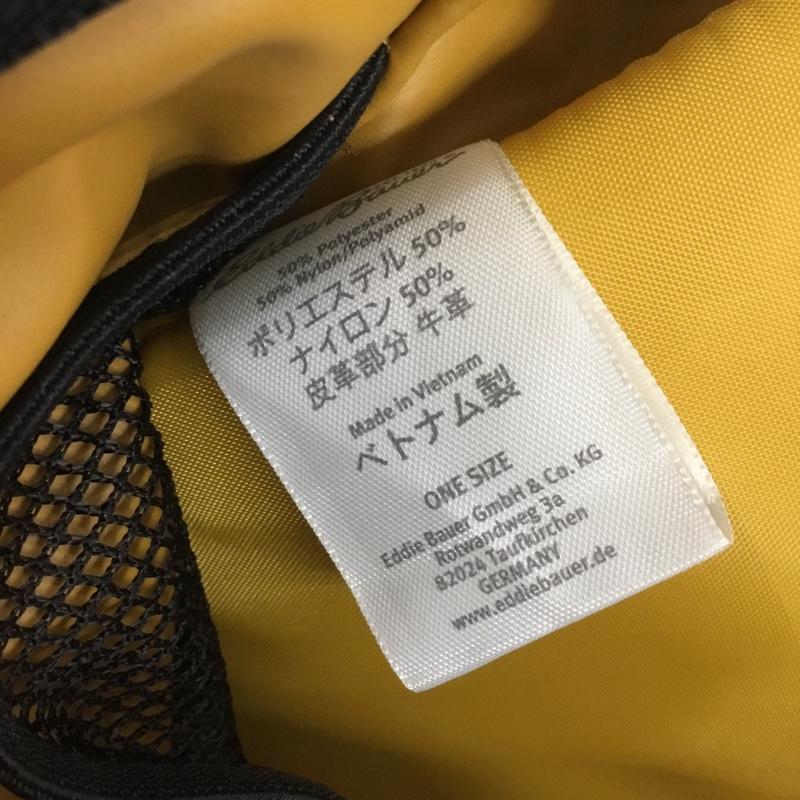 Eddie Bauer
50% Polyester
50% Nylon/Polyamid
ポリエステル 50%
ナイロン 50%
皮革部分 牛革
Made in Vietnam
ベトナム製
ONE SIZE
Eddie Bauer GmbH & Co. KG
Rotwandweg 3a
82024 Taufkirchen
GERMANY
www.eddiebauer.de